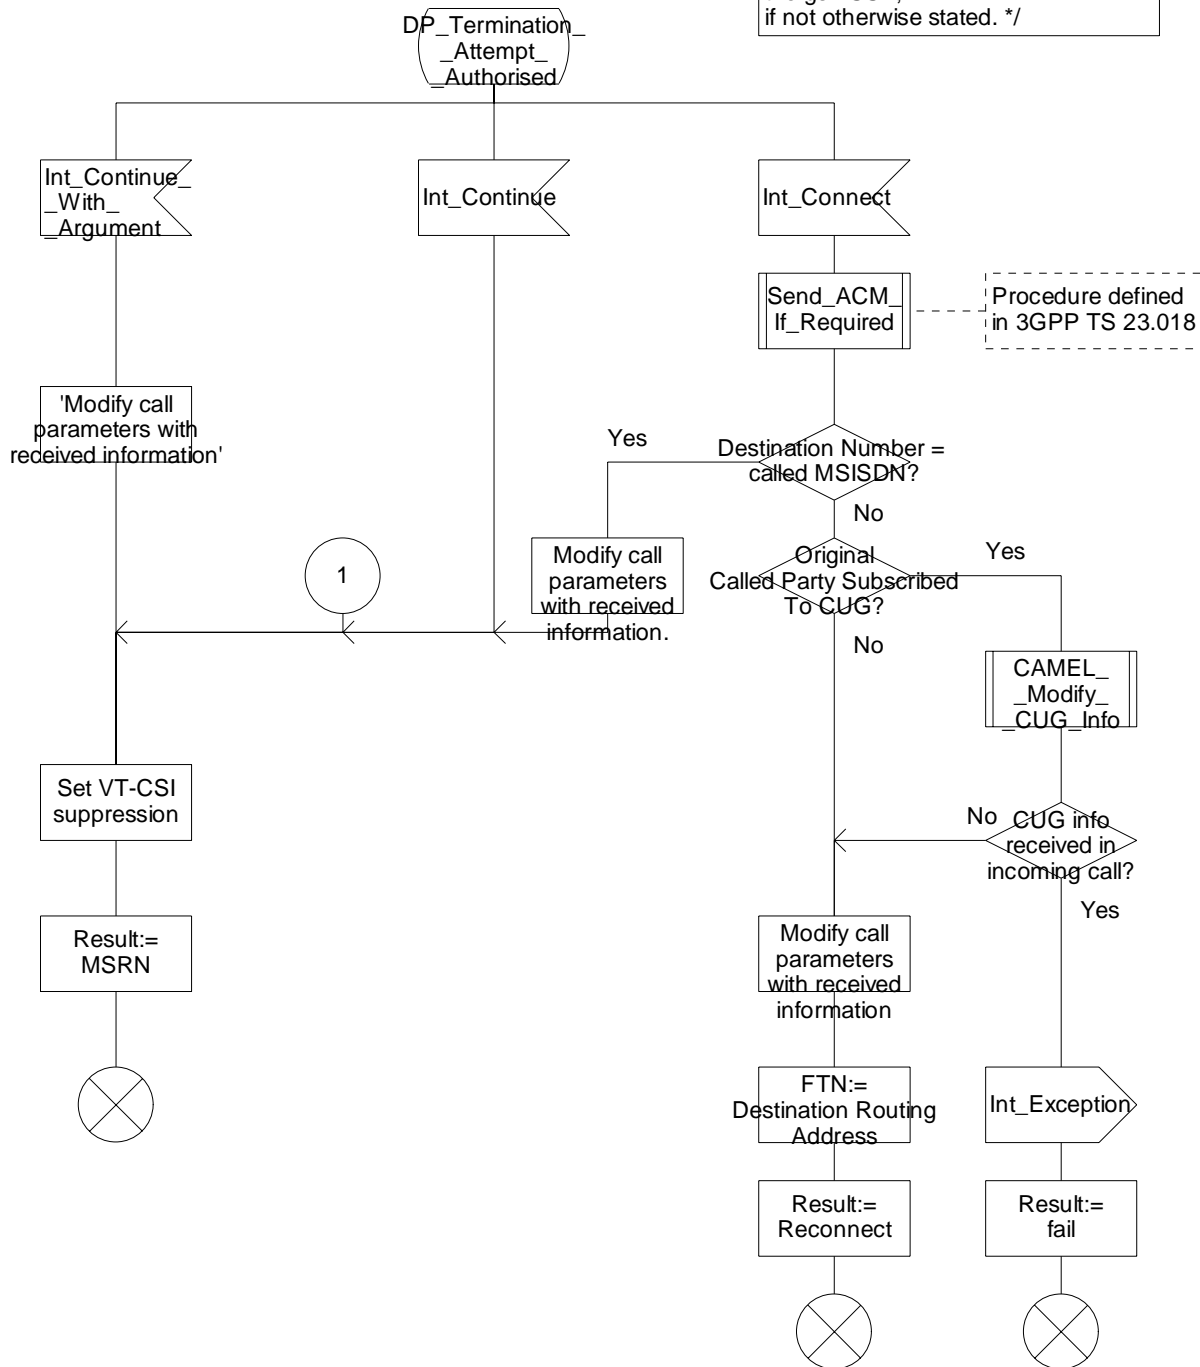 if not otherwise stated. */
DP_Termination_
_Attempt_
_Authorised
Int_Continue_
_With_
_Argument
Int_Continue
Int_Connect
Send_ACM_
If_Required
Procedure defined
in 3GPP TS 23.018
'Modify call
parameters with
received information'
Yes
Destination Number =
called MSISDN?
No
1
Modify call
parameters
with received
information.
Original
Called Party Subscribed
To CUG?
Yes
No
CAMEL_
_Modify_
_CUG_Info
Set VT-CSI
suppression
No
CUG info
received in
incoming call?
Yes
Result:=
MSRN
Modify call
parameters
with received
information
FTN:=
Destination Routing
Address
Int_Exception
Result:=
Reconnect
Result:=
fail